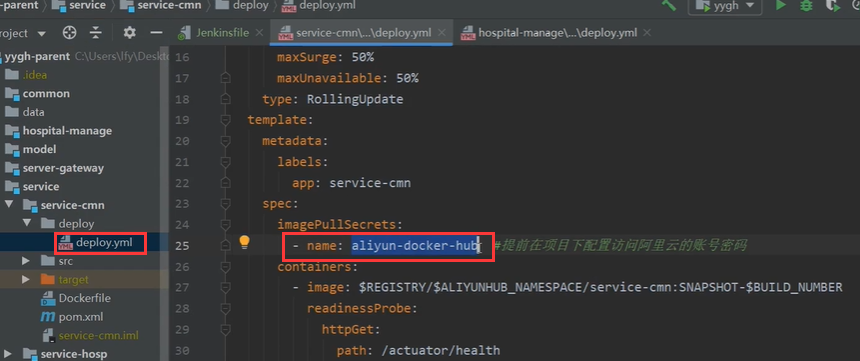 -parent
service
service-cmn
deploy
deploy.yml
yygh
roject
Jenkinsfile
service-cmn\...\deploy.yml
hospital-manage\...\deploy.yml
yygh-parent C:\Users\lfy\Deskto
.idea
common
data
hospital-manage
model
server-gateway
service
service-cmn
deploy
deploy.yml
src
target
Dockerfile
pom.xml
service-cmn.iml
service-hosp
16 maxSurge: 50%
17 maxUnavailable: 50%
18 type: RollingUpdate
19 template:
20 metadata:
21 labels:
22 app: service-cmn
23 spec:
24 imagePullSecrets:
25 - name: aliyun-docker-hub #提前在项目下配置访问阿里云的账号密码
26 containers:
27 - image: $REGISTRY/$ALIYUNHUB_NAMESPACE/service-cmn:SNAPSHOT-$BUILD_NUMBER
28 readinessProbe:
29 httpGet:
30 path: /actuator/health